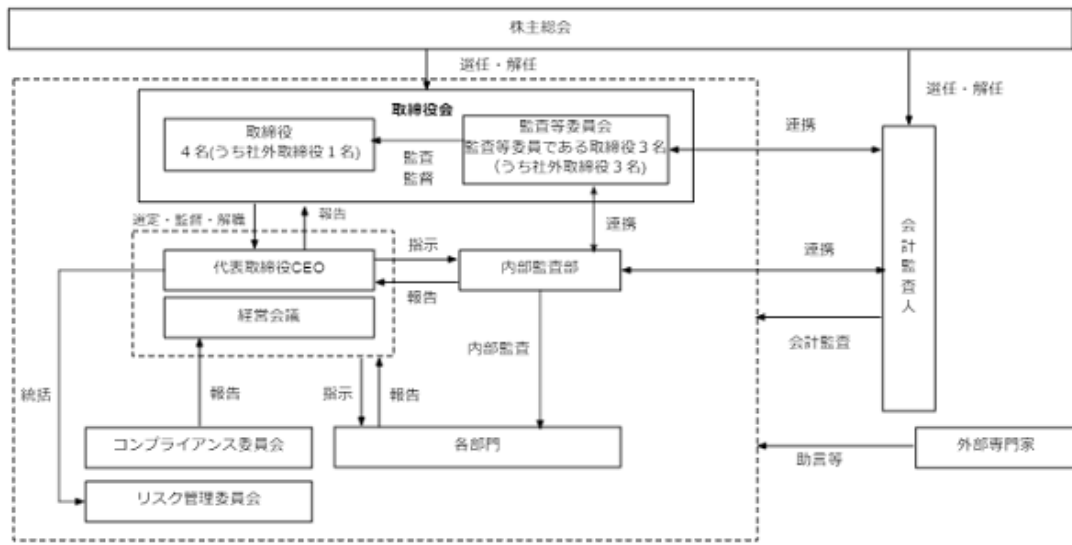 株主総会
選任・解任
選任・解任
取締役会
取締役
４名(うち社外取締役１名)
監査
監督
監査等委員会
監査等委員である取締役３名
（うち社外取締役３名）
連携
選定・監督・解職
報告
連携
代表取締役CEO
指示
報告
内部監査部
連携
会計監査人
経営会議
内部監査
会計監査
統括
報告
指示
報告
コンプライアンス委員会
各部門
助言等
外部専門家
リスク管理委員会